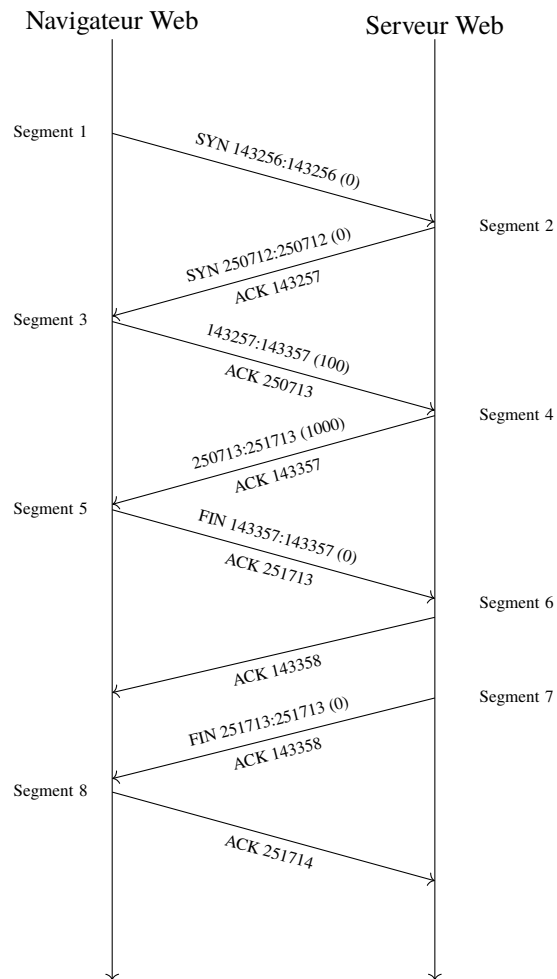 Navigateur Web
Serveur Web
Segment 1
SYN 143256:143256 (0)
Segment 2
SYN 250712:250712 (0)
ACK 143257
Segment 3
143257:143357 (100)
ACK 250713
Segment 4
250713:251713 (1000)
ACK 143357
Segment 5
FIN 143357:143357 (0)
ACK 251713
Segment 6
ACK 143358
Segment 7
FIN 251713:251713 (0)
ACK 143358
Segment 8
ACK 251714